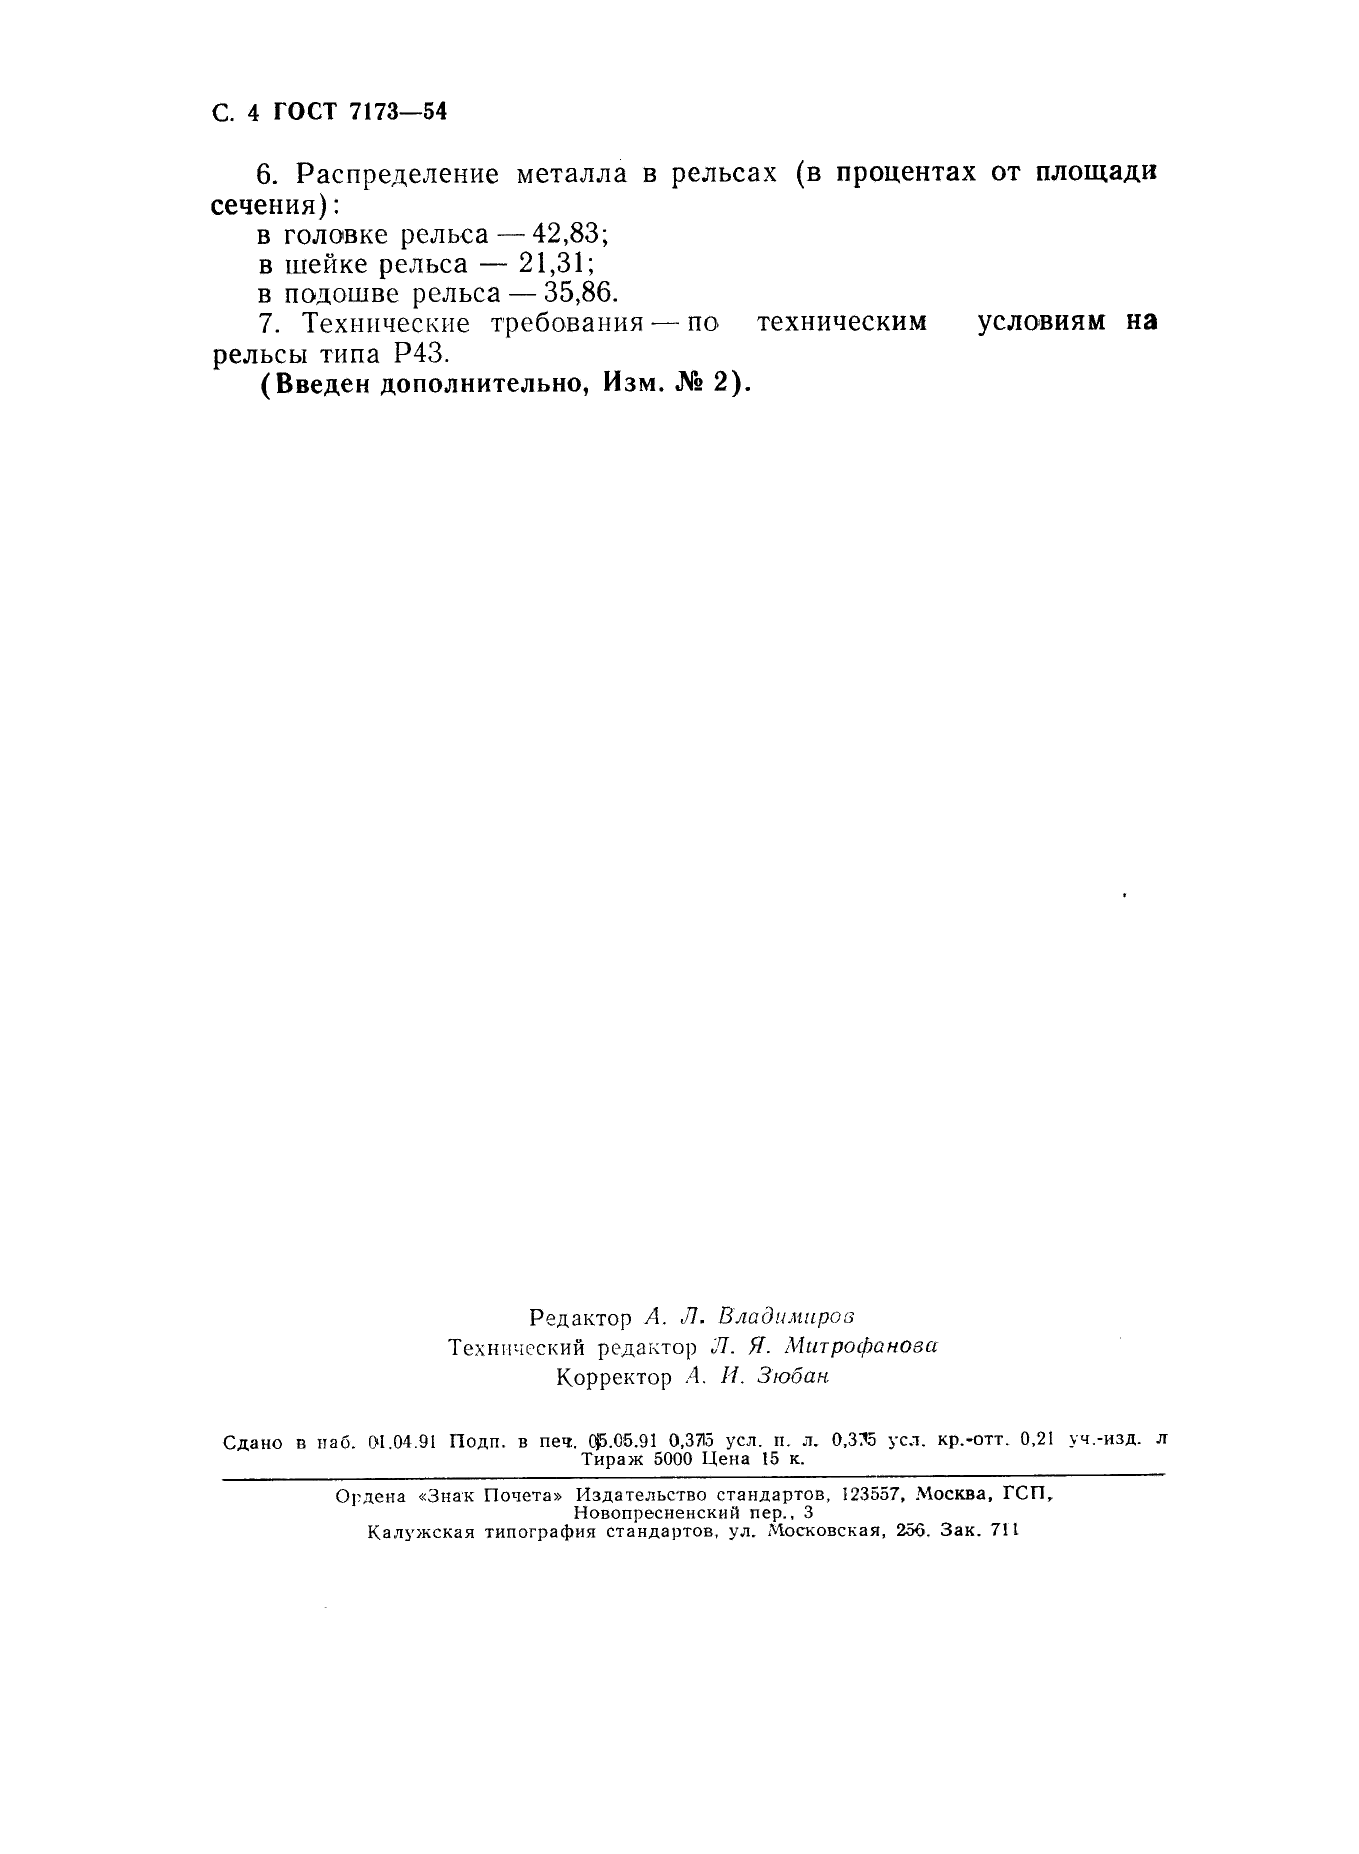 С. 4 ГОСТ 7173—54
6. Распределение металла в рельсах (в процентах от площади
сечения):
в головке рельса — 42,83;
в шейке рельса — 21,31;
в подошве рельса — 35,86.
7. Технические требования — по техническим условиям на
рельсы типа Р43.
(Введен дополнительно, Изм. № 2).
Редактор А. Л. Владимиров
Технический редактор Л. Я. Митрофанова
Корректор А. И. Зюбан
Сдано в наб. 01.04.91 Подп. в печ. 05.05.91 0,375 усл. п. л. 0,375 усл. кр.-отт. 0,21 уч.-изд. л
Тираж 5000 Цена 15 к.
Ордена «Знак Почета» Издательство стандартов, 123557, Москва, ГСП,
Новопресненский пер., 3
Калужская типография стандартов, ул. Московская, 256. Зак. 711